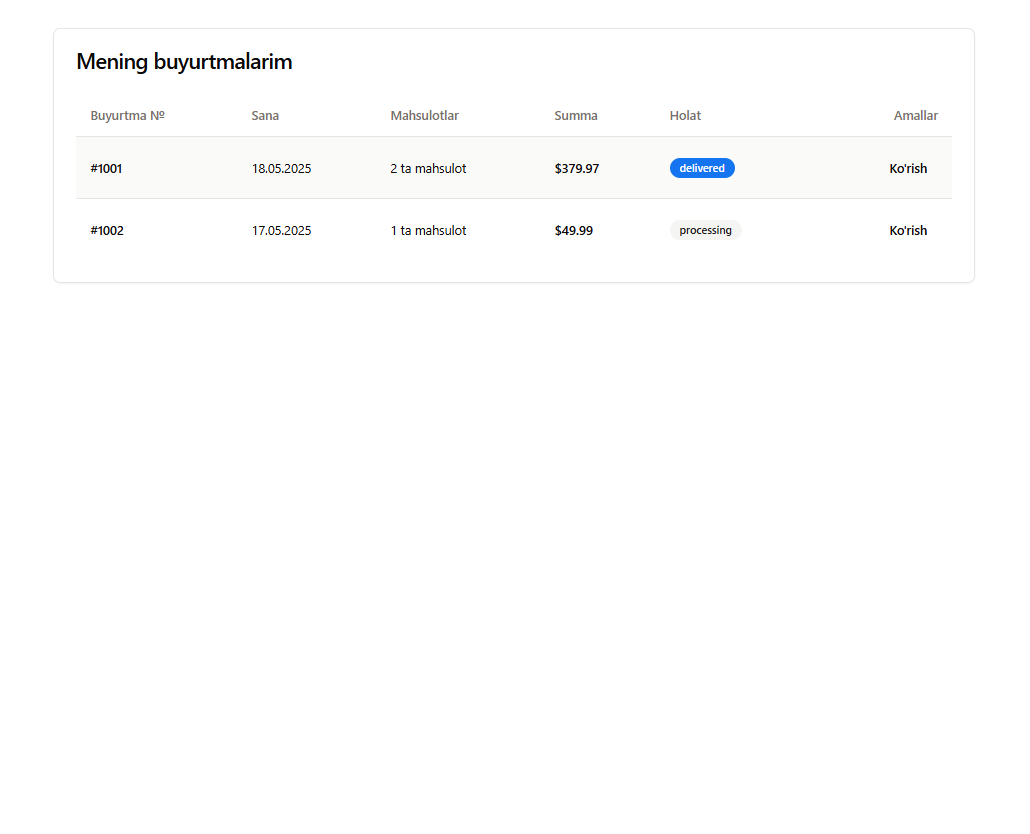 Mening buyurtmalarim
Buyurtma № Sana Mahsulotlar Summa Holat Amallar
#1001 18.05.2025 2 ta mahsulot $379.97 delivered Ko'rish
#1002 17.05.2025 1 ta mahsulot $49.99 processing Ko'rish